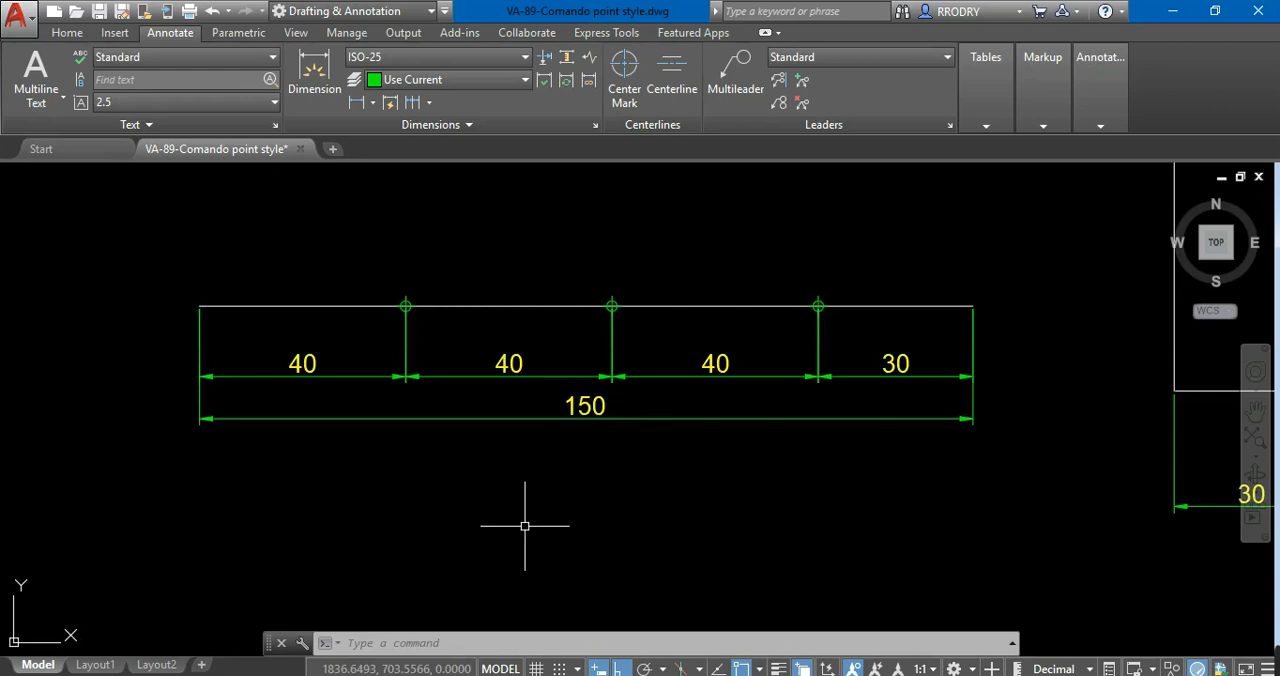 Drafting & Annotation
VA-89-Comando point style.dwg
Type a keyword or phrase
RRODRY
Home
Insert
Annotate
Parametric
View
Manage
Output
Add-ins
Collaborate
Express Tools
Featured Apps
Multiline
Text
ABC
Standard
Find text
2.5
Text
Dimension
ISO-25
Use Current
Dimensions
Center
Mark
Centerline
Centerlines
Multileader
Standard
Leaders
Tables
Markup
Annotat...
Start
VA-89-Comando point style*
N
W
TOP
E
S
WCS
40
40
40
30
150
30
Y
X
Type a command
Model
Layout1
Layout2
1836.6493, 703.5566, 0.0000
MODEL
1:1
Decimal